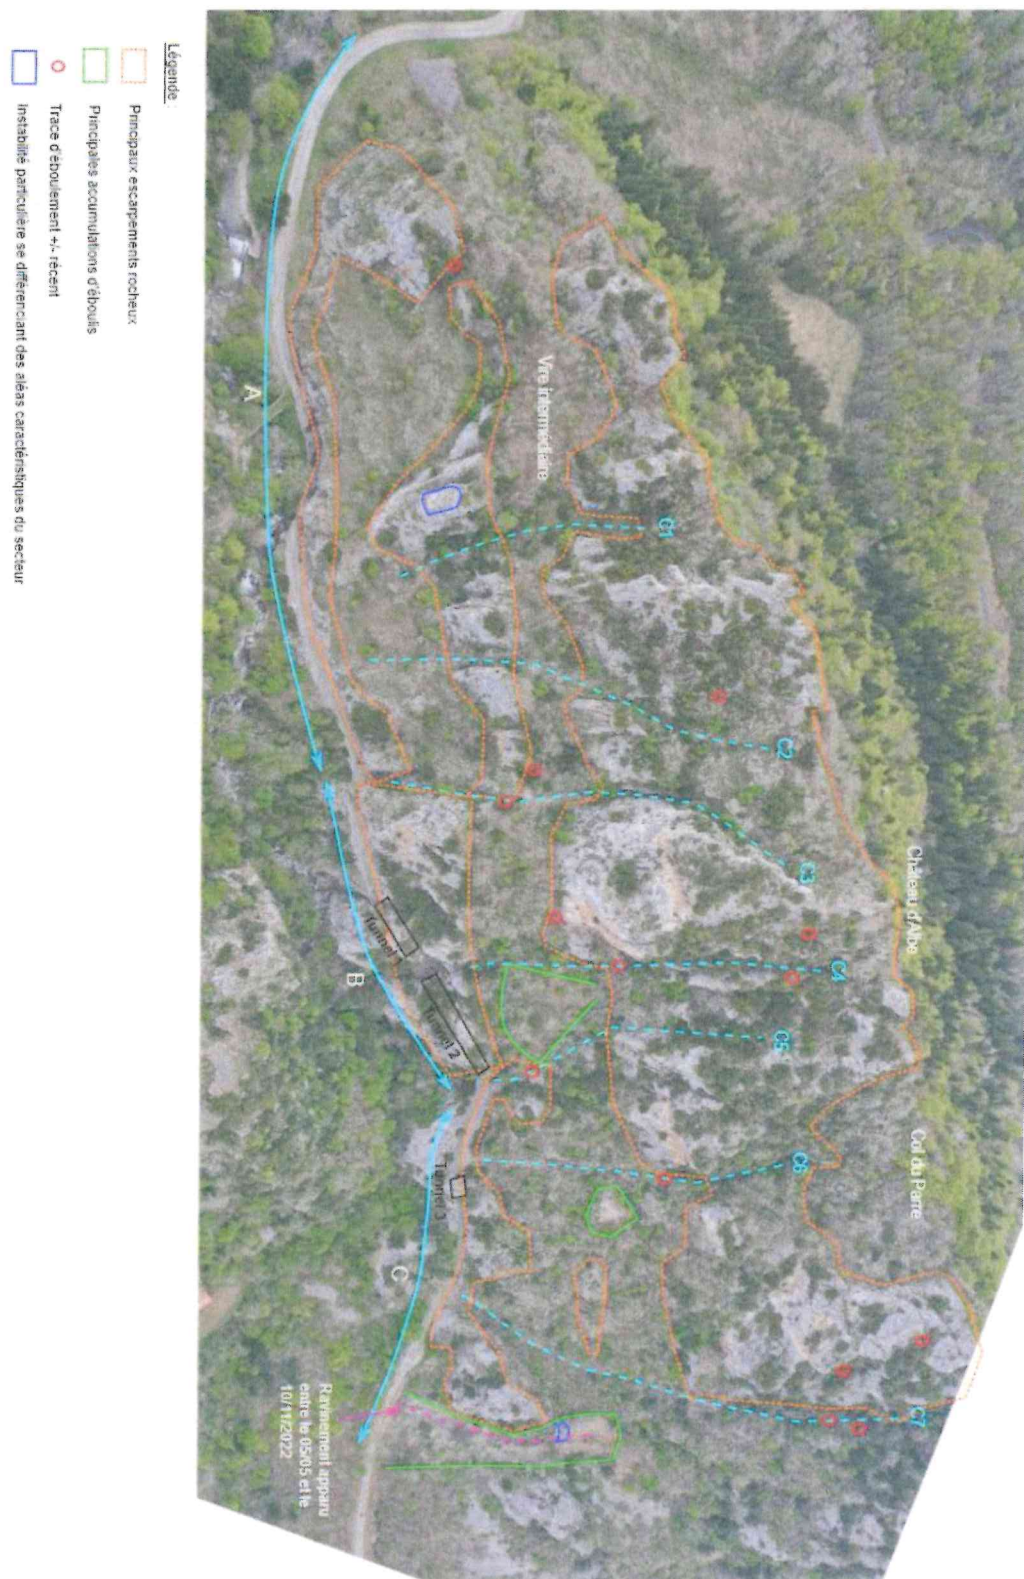 Château d'Albe
Col du Parre
Vire intermédiaire
C1
C2
C3
C4
C5
C6
C7
A
B
C
Tunnel 1
Tunnel 2
Tunnel 3
Ravinement apparu
entre le 05/05 et le
10/11/2022
Légende :
Principaux escarpements rocheux
Principales accumulations d'éboulis
Trace d'éboulement +/- récent
Instabilité particulière se différenciant des aléas caractéristiques du secteur